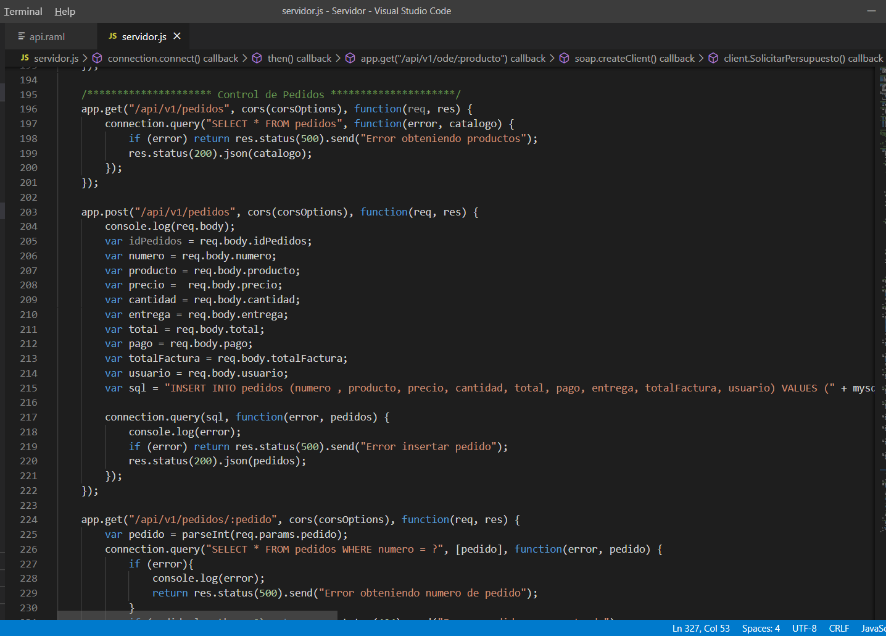 Terminal Help servidor.js - Servidor - Visual Studio Code
api.raml JS servidor.js ×
JS servidor.js > connection.connect() callback > then() callback > app.get("/api/v1/ode/:producto") callback > soap.createClient() callback > client.SolicitarPersupuesto() callback
194
195 /********************* Control de Pedidos *********************/
196 app.get("/api/v1/pedidos", cors(corsOptions), function(req, res) {
197 connection.query("SELECT * FROM pedidos", function(error, catalogo) {
198 if (error) return res.status(500).send("Error obteniendo productos");
199 res.status(200).json(catalogo);
200 });
201 });
202
203 app.post("/api/v1/pedidos", cors(corsOptions), function(req, res) {
204 console.log(req.body);
205 var idPedidos = req.body.idPedidos;
206 var numero = req.body.numero;
207 var producto = req.body.producto;
208 var precio =  req.body.precio;
209 var cantidad = req.body.cantidad;
210 var entrega = req.body.entrega;
211 var total = req.body.total;
212 var pago = req.body.pago;
213 var totalFactura = req.body.totalFactura;
214 var usuario = req.body.usuario;
215 var sql = "INSERT INTO pedidos (numero , producto, precio, cantidad, total, pago, entrega, totalFactura, usuario) VALUES (" + mysc
216
217 connection.query(sql, function(error, pedidos) {
218 console.log(error);
219 if (error) return res.status(500).send("Error insertar pedido");
220 res.status(200).json(pedidos);
221 });
222 });
223
224 app.get("/api/v1/pedidos/:pedido", cors(corsOptions), function(req, res) {
225 var pedido = parseInt(req.params.pedido);
226 connection.query("SELECT * FROM pedidos WHERE numero = ?", [pedido], function(error, pedido) {
227 if (error){
228 console.log(error);
229 return res.status(500).send("Error obteniendo numero de pedido");
230 }
Ln 327, Col 53 Spaces: 4 UTF-8 CRLF JavaSc